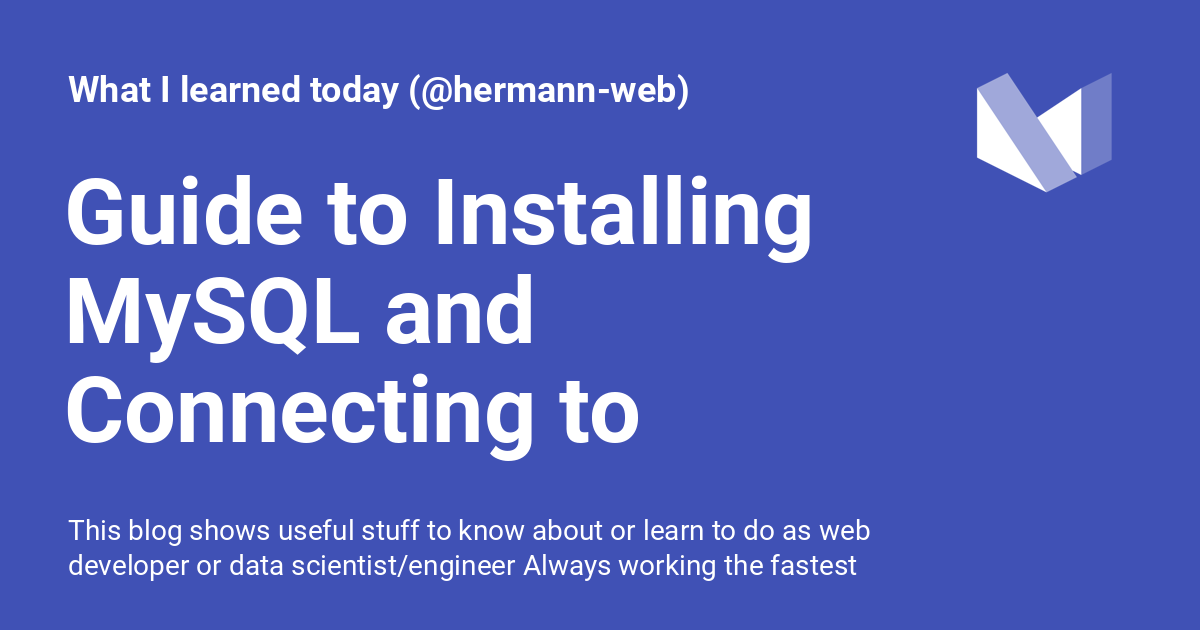 What I learned today (@hermann-web)
Guide to Installing
MySQL and
Connecting to
This blog shows useful stuff to know about or learn to do as web
developer or data scientist/engineer Always working the fastest